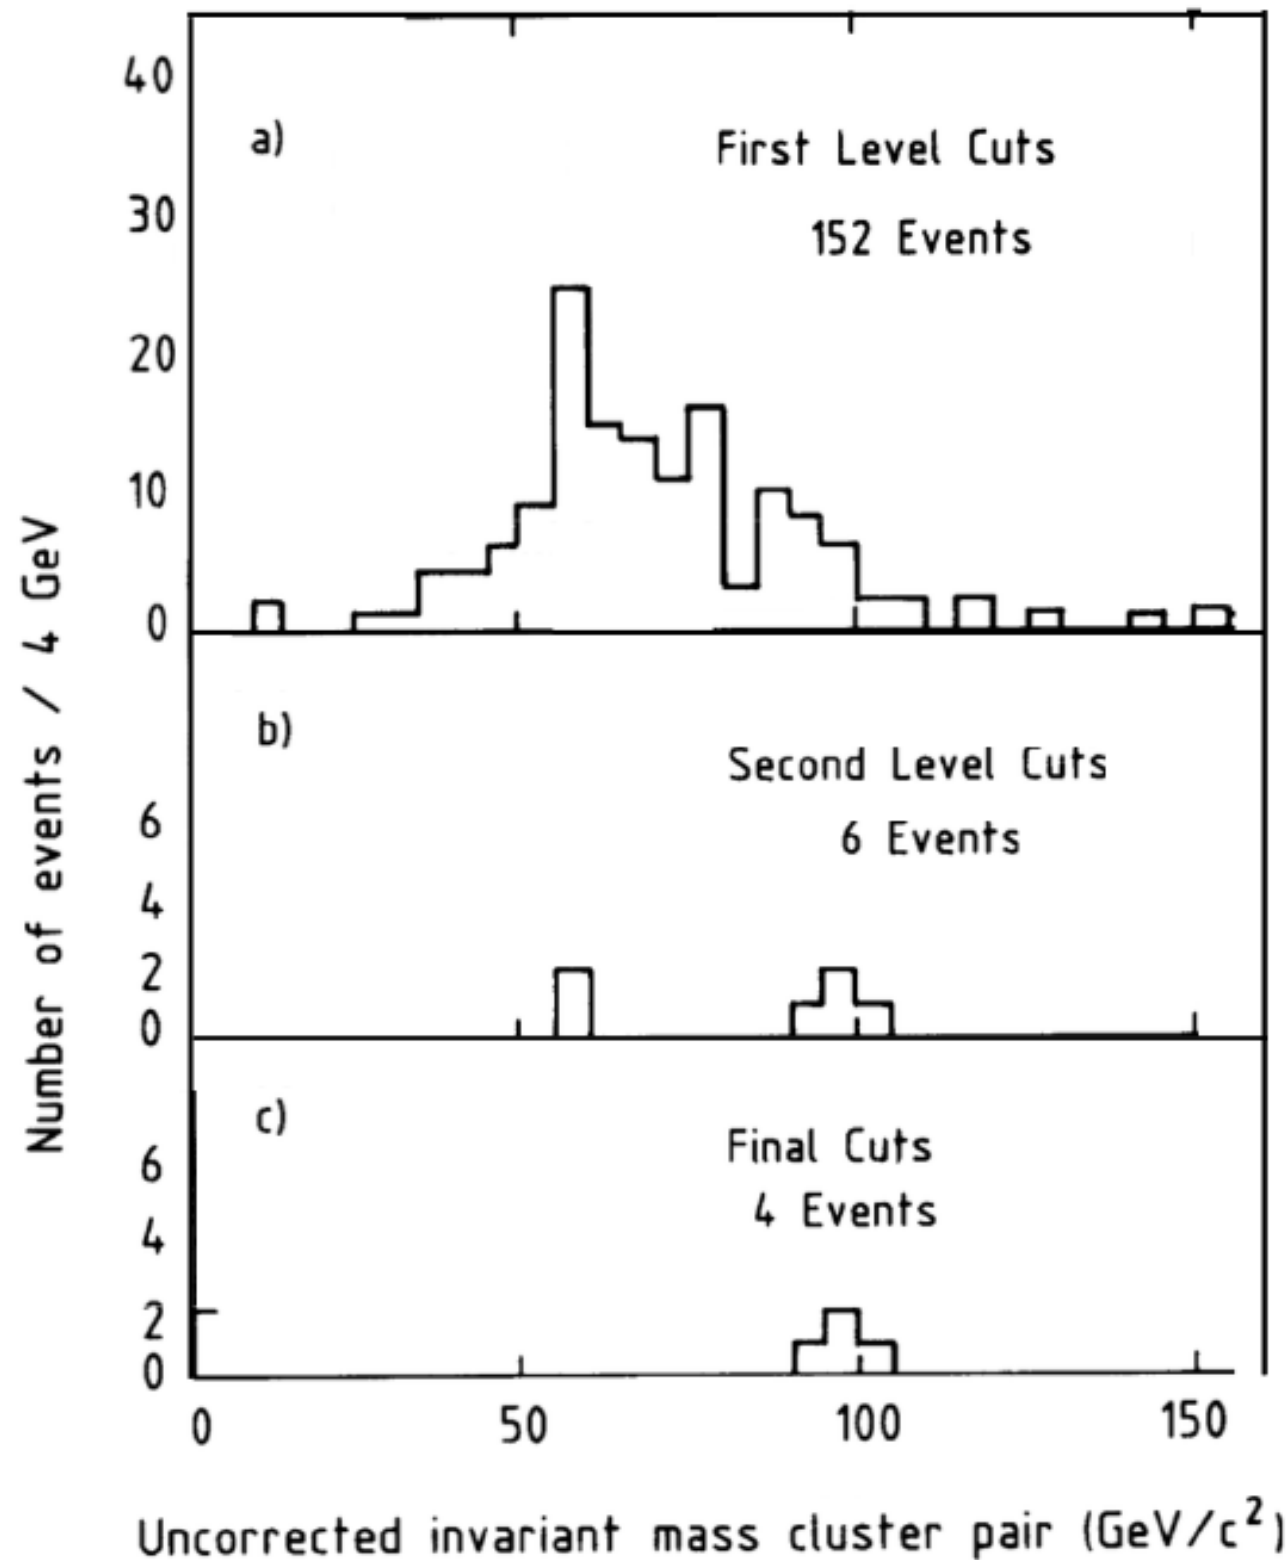 Number of events / 4 GeV
40
30
20
10
0
a)
First Level Cuts
152 Events
6
4
2
0
b)
Second Level Cuts
6 Events
6
4
2
0
c)
Final Cuts
4 Events
0 50 100 150
Uncorrected invariant mass cluster pair (GeV/c²)